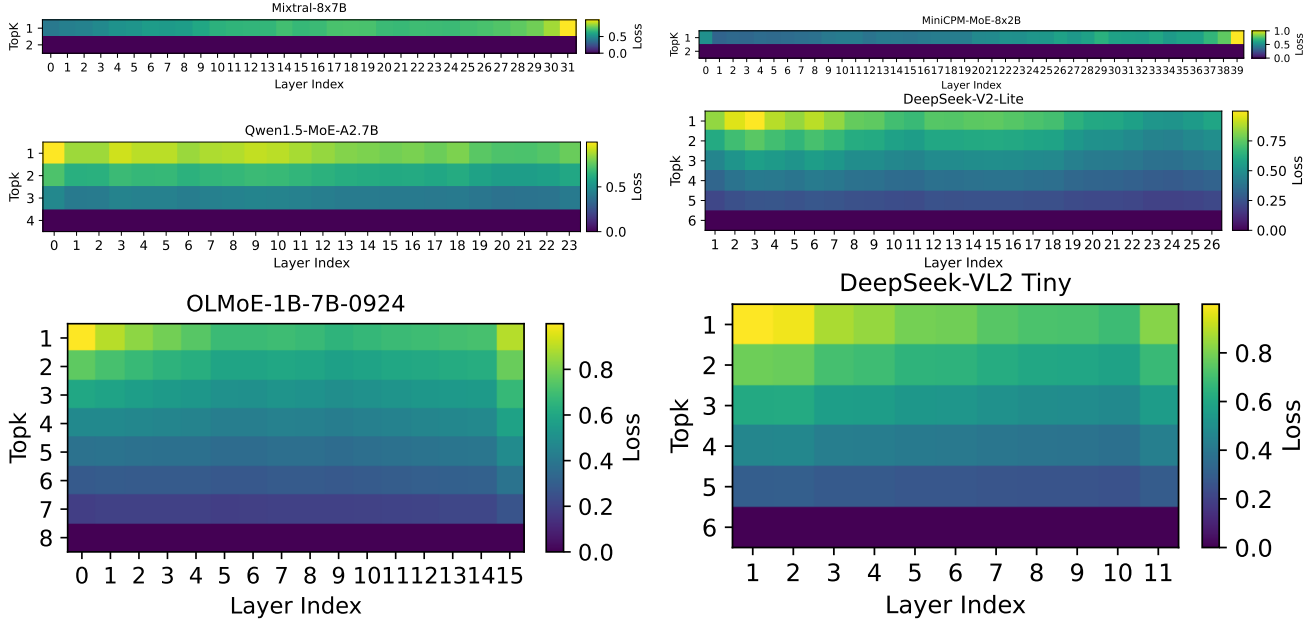 Mixtral-8x7B
TopK
1
2
0 1 2 3 4 5 6 7 8 9 10 11 12 13 14 15 16 17 18 19 20 21 22 23 24 25 26 27 28 29 30 31
Layer Index
0.5
0.0
Loss
MiniCPM-MoE-8x2B
TopK
1
2
0 1 2 3 4 5 6 7 8 9 10 11 12 13 14 15 16 17 18 19 20 21 22 23 24 25 26 27 28 29 30 31 32 33 34 35 36 37 38 39
Layer Index
1.0
0.5
0.0
Loss
Qwen1.5-MoE-A2.7B
Topk
1
2
3
4
0 1 2 3 4 5 6 7 8 9 10 11 12 13 14 15 16 17 18 19 20 21 22 23
Layer Index
0.5
0.0
Loss
DeepSeek-V2-Lite
Topk
1
2
3
4
5
6
1 2 3 4 5 6 7 8 9 10 11 12 13 14 15 16 17 18 19 20 21 22 23 24 25 26
Layer Index
0.75
0.50
0.25
0.00
Loss
OLMoE-1B-7B-0924
Topk
1
2
3
4
5
6
7
8
0 1 2 3 4 5 6 7 8 9 10 11 12 13 14 15
Layer Index
0.8
0.6
0.4
0.2
0.0
Loss
DeepSeek-VL2 Tiny
Topk
1
2
3
4
5
6
1 2 3 4 5 6 7 8 9 10 11
Layer Index
0.8
0.6
0.4
0.2
0.0
Loss